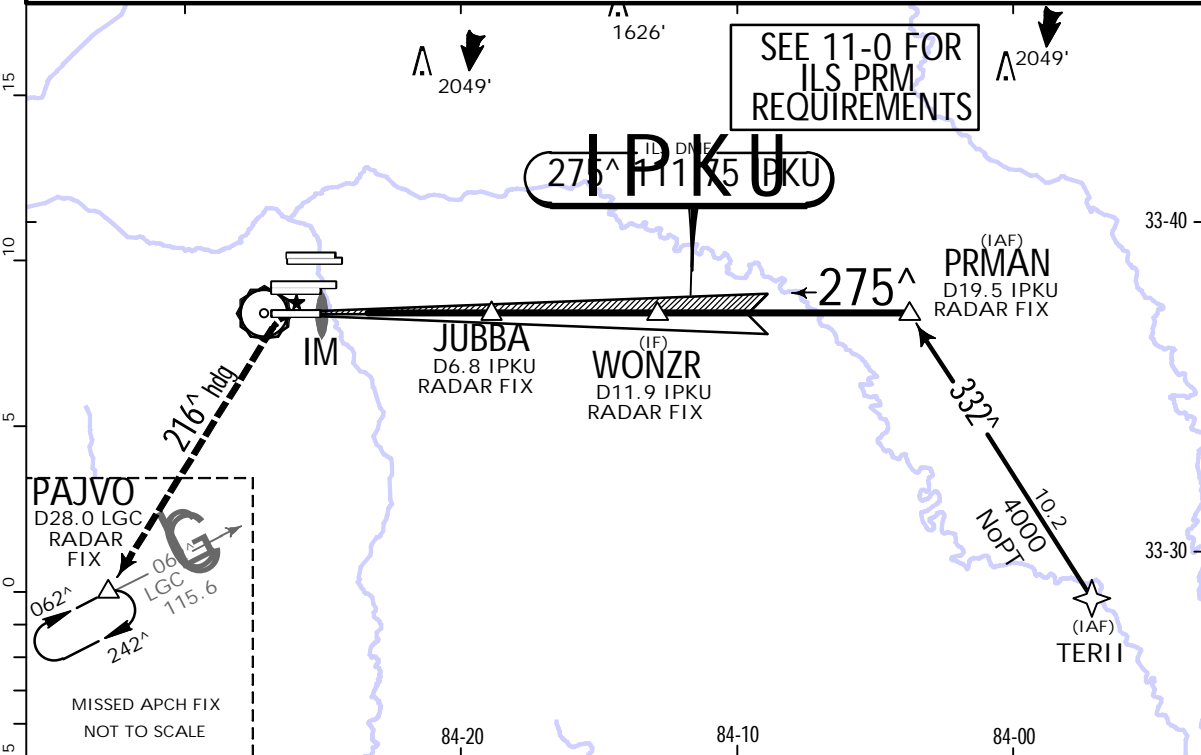 1626'
2049'
SEE 11-0 FOR
ILS PRM
REQUIREMENTS
2049'
15
ILS DME
275^ 111.75 IPKU
IPKU
33-40
10
(IAF)
PRMAN
D19.5 IPKU
RADAR FIX
275^
IM
JUBBA
D6.8 IPKU
RADAR FIX
(IF)
WONZR
D11.9 IPKU
RADAR FIX
216^ hdg
332^
5
10.2
4000
NoPT
PAJVO
D28.0 LGC
RADAR
FIX
LGC
115.6
33-30
0
062^
242^
(IAF)
TERII
MISSED APCH FIX
NOT TO SCALE
5
84-20
84-10
84-00